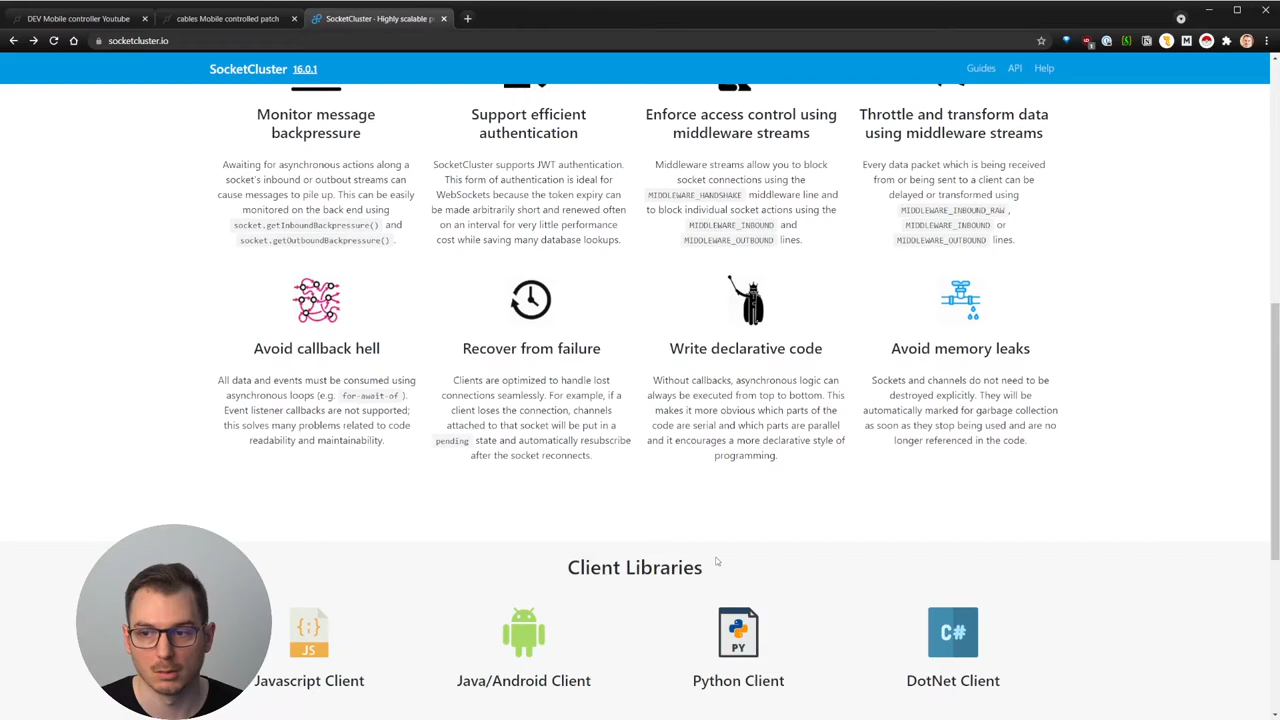 DEV Mobile controller Youtube
cables Mobile controlled patch
SocketCluster - Highly scalable p
socketcluster.io
SocketCluster 16.0.1
Guides API Help
Monitor message
backpressure
Awaiting for asynchronous actions along a
socket's inbound or outbout streams can
cause messages to pile up. This can be easily
monitored on the back end using
socket.getInboundBackpressure() and
socket.getOutboundBackpressure().
Support efficient
authentication
SocketCluster supports JWT authentication.
This form of authentication is ideal for
WebSockets because the token expiry can
be made arbitrarily short and renewed often
on an interval for very little performance
cost while saving many database lookups.
Enforce access control using
middleware streams
Middleware streams allow you to block
socket connections using the
MIDDLEWARE_HANDSHAKE middleware line and
to block individual socket actions using the
MIDDLEWARE_INBOUND and
MIDDLEWARE_OUTBOUND lines.
Throttle and transform data
using middleware streams
Every data packet which is being received
from or being sent to a client can be
delayed or transformed using
MIDDLEWARE_INBOUND_RAW ,
MIDDLEWARE_INBOUND or
MIDDLEWARE_OUTBOUND lines.
Avoid callback hell
All data and events must be consumed using
asynchronous loops (e.g. for-await-of ).
Event listener callbacks are not supported;
this solves many problems related to code
readability and maintainability.
Recover from failure
Clients are optimized to handle lost
connections seamlessly. For example, if a
client loses the connection, channels
attached to that socket will be put in a
pending state and automatically resubscribe
after the socket reconnects.
Write declarative code
Without callbacks, asynchronous logic can
always be executed from top to bottom. This
makes it more obvious which parts of the
code are serial and which parts are parallel
and it encourages a more declarative style of
programming.
Avoid memory leaks
Sockets and channels do not need to be
destroyed explicitly. They will be
automatically marked for garbage collection
as soon as they stop being used and are no
longer referenced in the code.
Client Libraries
JS
PY
C#
Javascript Client
Java/Android Client
Python Client
DotNet Client